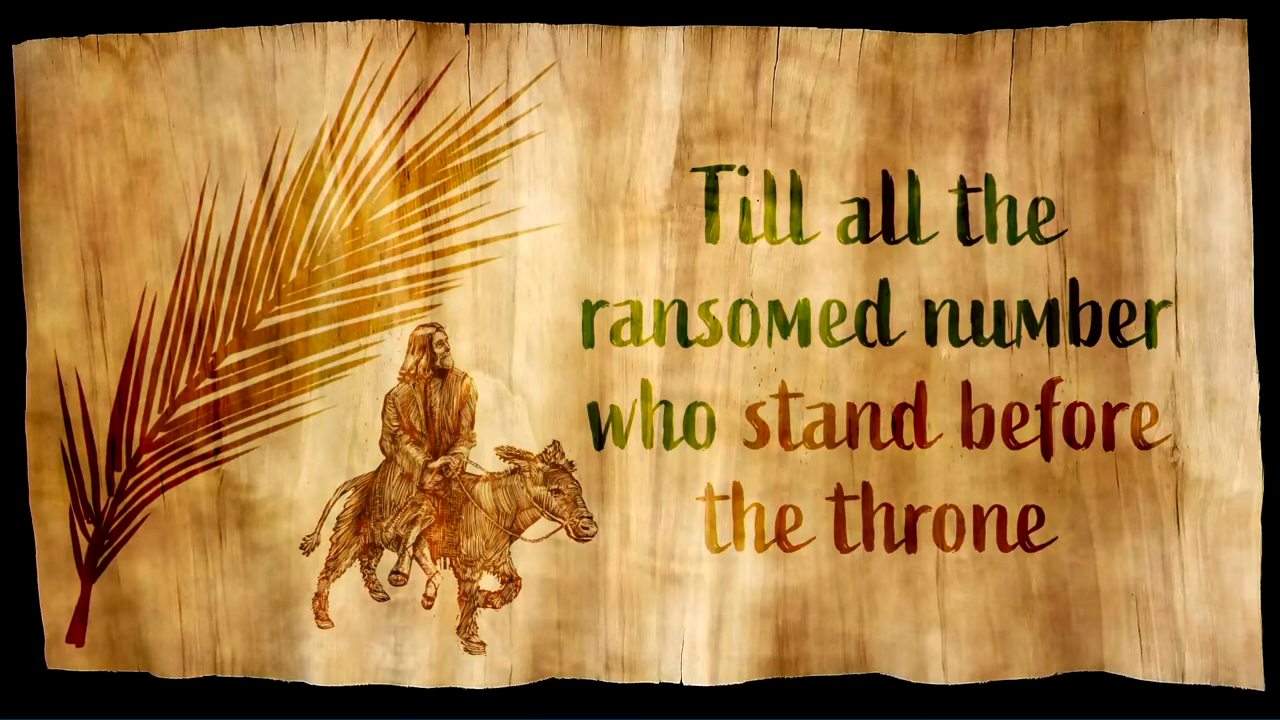 Till all the
ransomed number
who stand before
the throne